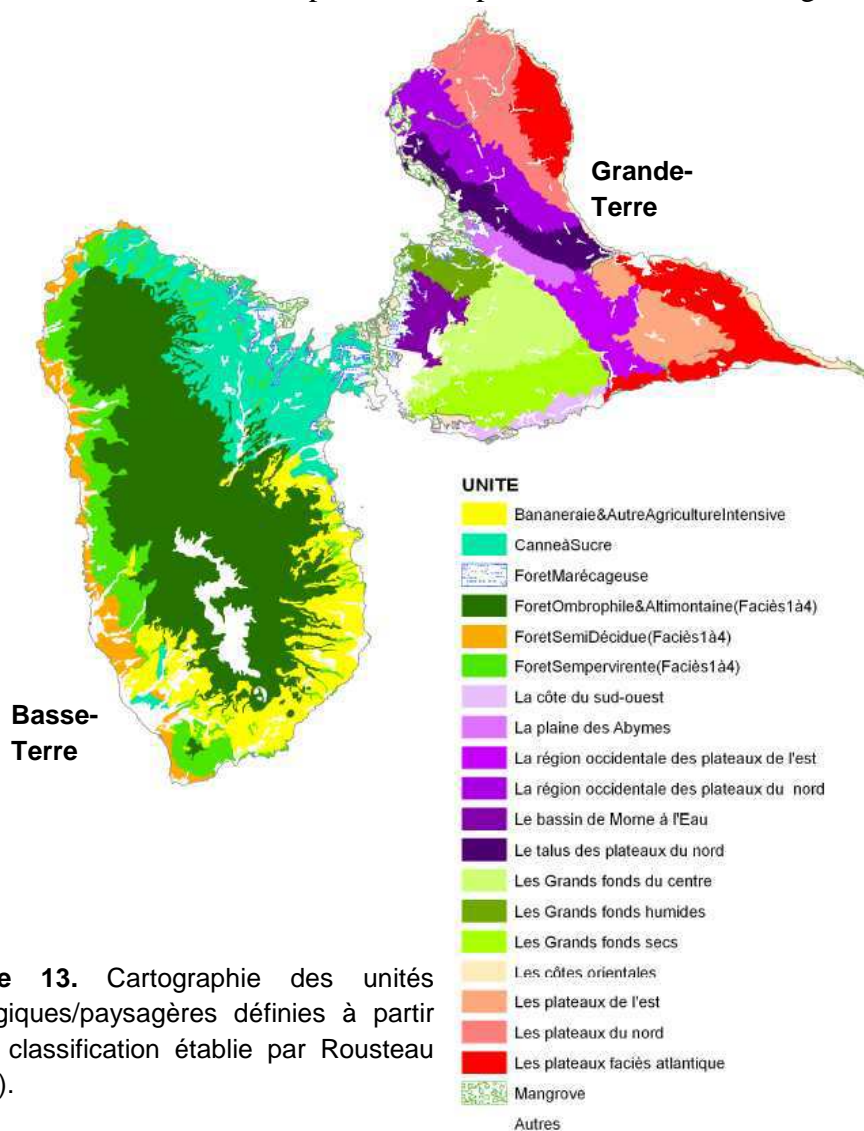 Grande-
Terre
Basse-
Terre
UNITE
Bananeraie&AutreAgricultureIntensive
CanneàSucre
ForetMarécageuse
ForetOmbrophile&Altimontaine(Faciès1à4)
ForetSemiDécidue(Faciès1à4)
ForetSempervirente(Faciès1à4)
La côte du sud-ouest
La plaine des Abymes
La région occidentale des plateaux de l'est
La région occidentale des plateaux du nord
Le bassin de Morne à l'Eau
Le talus des plateaux du nord
Les Grands fonds du centre
Les Grands fonds humides
Les Grands fonds secs
Les côtes orientales
Les plateaux de l'est
Les plateaux du nord
Les plateaux faciès atlantique
Mangrove
Autres
e 13. Cartographie des unités
giques/paysagères définies à partir
classification établie par Rousteau
).